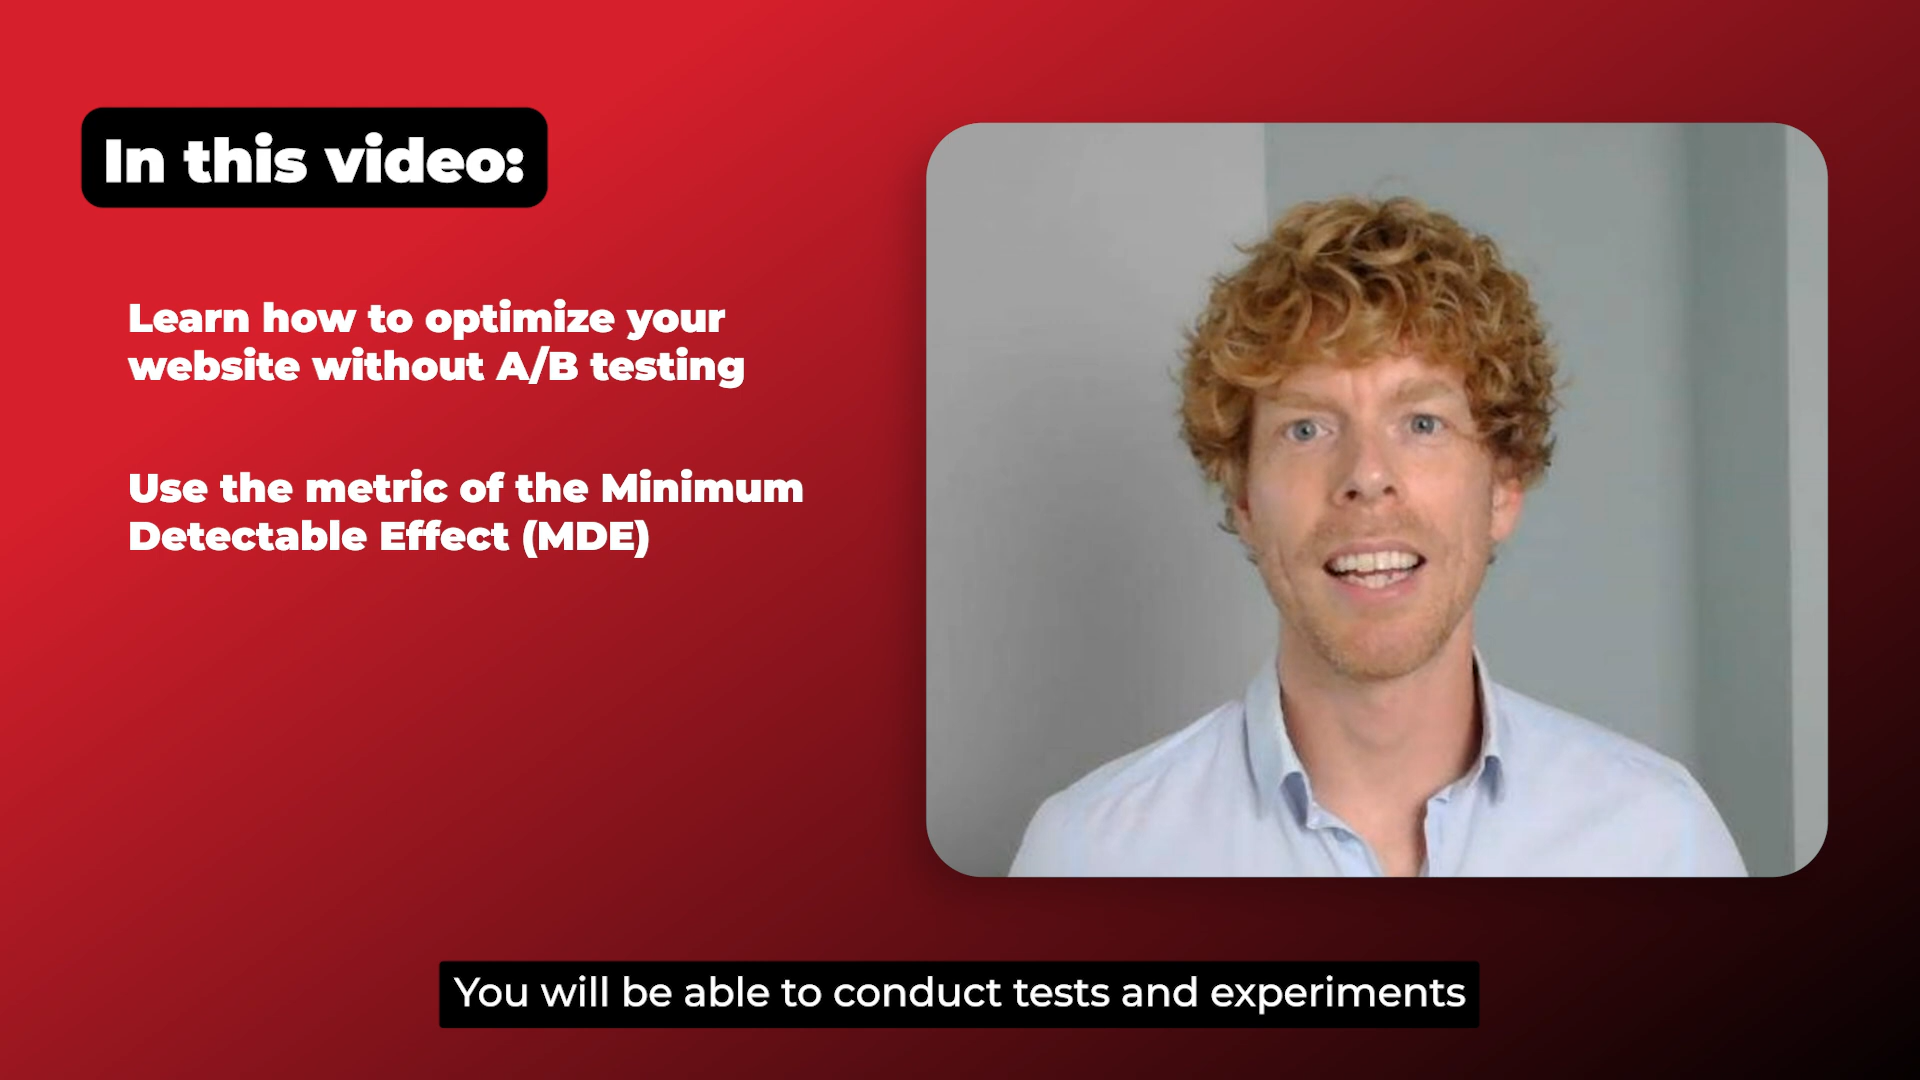 In this video:
Learn how to optimize your
website without A/B testing
Use the metric of the Minimum
Detectable Effect (MDE)
You will be able to conduct tests and experiments